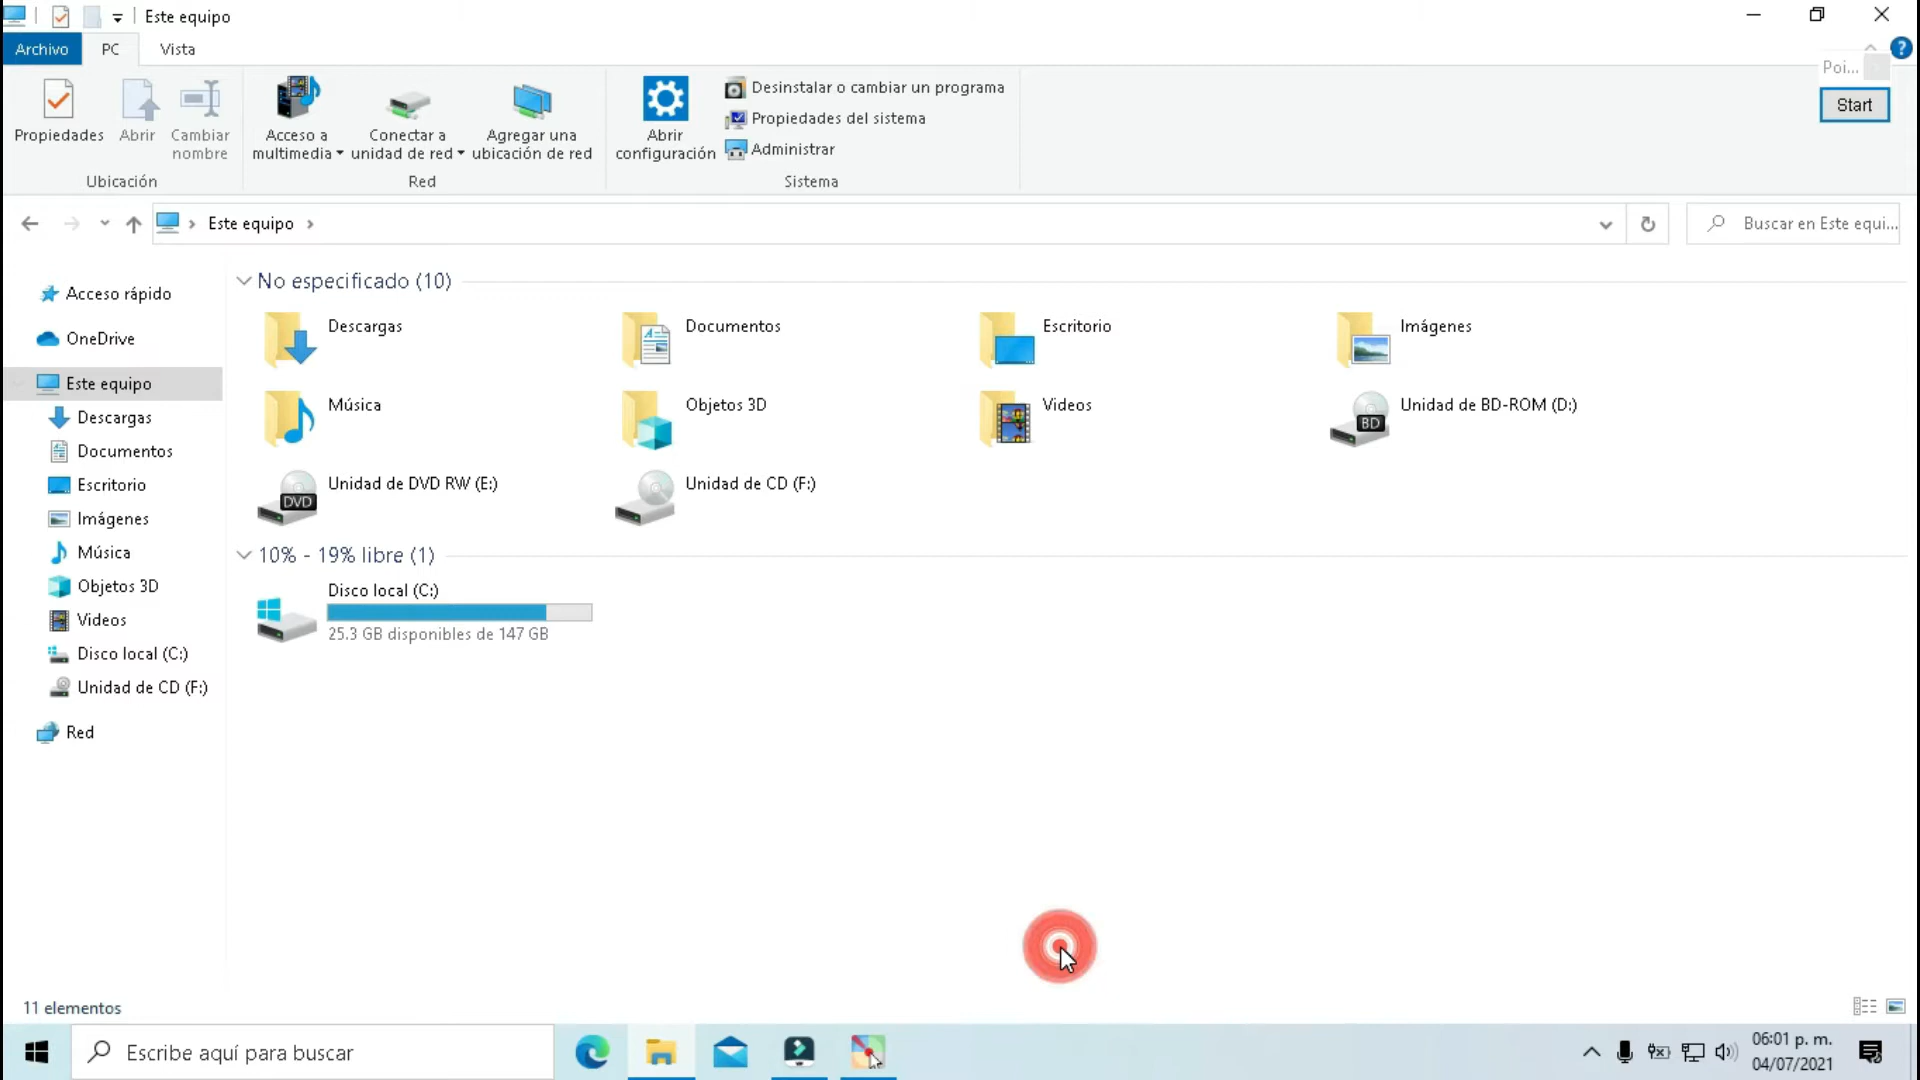 Este equipo
Archivo PC Vista
Poi...
Start
Propiedades
Abrir
Cambiar nombre
Ubicación
Acceso a multimedia
Conectar a unidad de red
Agregar una ubicación de red
Red
Abrir configuración
Desinstalar o cambiar un programa
Propiedades del sistema
Administrar
Sistema
Este equipo
Buscar en Este equi...
Acceso rápido
OneDrive
Este equipo
Descargas
Documentos
Escritorio
Imágenes
Música
Objetos 3D
Videos
Disco local (C:)
Unidad de CD (F:)
Red
No especificado (10)
Descargas
Documentos
Escritorio
Imágenes
Música
Objetos 3D
Videos
BD
Unidad de BD-ROM (D:)
DVD
Unidad de DVD RW (E:)
Unidad de CD (F:)
10% - 19% libre (1)
Disco local (C:)
25.3 GB disponibles de 147 GB
11 elementos
Escribe aquí para buscar
06:01 p. m.
04/07/2021